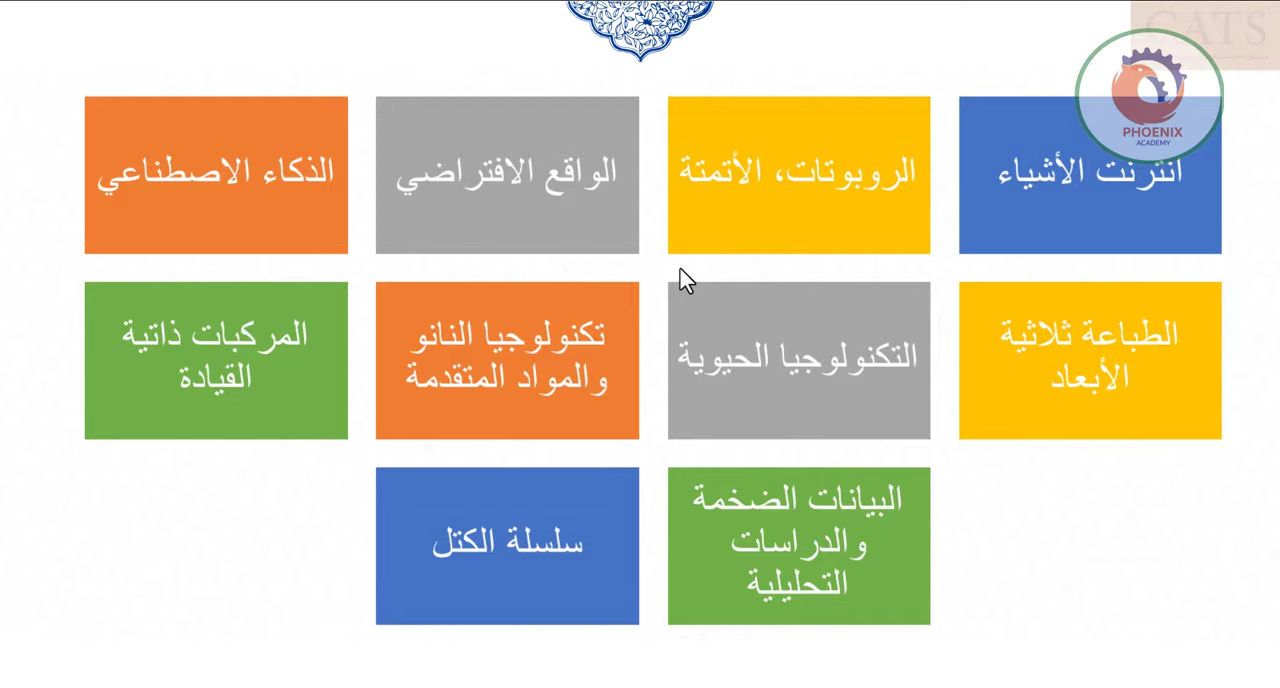 CATS
PHOENIX
ACADEMY
انترنت الأشياء
الروبوتات، الأتمتة
الواقع الافتراضي
الذكاء الاصطناعي
الطباعة ثلاثية
الأبعاد
التكنولوجيا الحيوية
تكنولوجيا النانو
والمواد المتقدمة
المركبات ذاتية
القيادة
البيانات الضخمة
والدراسات
التحليلية
سلسلة الكتل